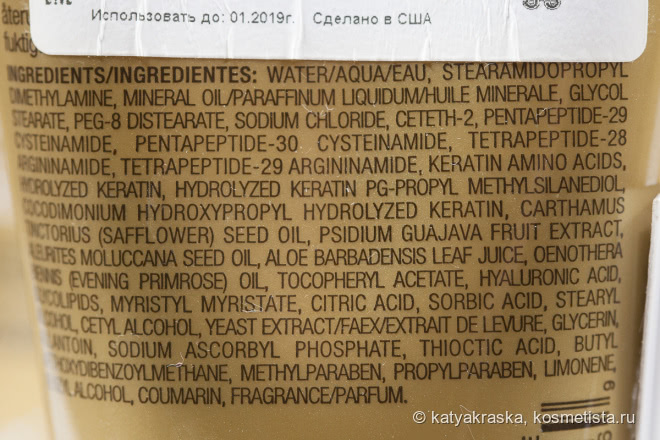 återu
fuktig
Использовать до: 01.2019г.   Сделано в США
INGREDIENTS/INGREDIENTES: WATER/AQUA/EAU, STEARAMIDOPROPYL
DIMETHYLAMINE, MINERAL OIL/PARAFFINUM LIQUIDUM/HUILE MINERALE, GLYCOL
STEARATE, PEG-8 DISTEARATE, SODIUM CHLORIDE, CETETH-2, PENTAPEPTIDE-29
CYSTEINAMIDE, PENTAPEPTIDE-30 CYSTEINAMIDE, TETRAPEPTIDE-28
ARGININAMIDE, TETRAPEPTIDE-29 ARGININAMIDE, KERATIN AMINO ACIDS,
HYDROLYZED KERATIN, HYDROLYZED KERATIN PG-PROPYL METHYLSILANEDIOL,
COCODIMONIUM HYDROXYPROPYL HYDROLYZED KERATIN, CARTHAMUS
TINCTORIUS (SAFFLOWER) SEED OIL, PSIDIUM GUAJAVA FRUIT EXTRACT,
ALEURITES MOLUCCANA SEED OIL, ALOE BARBADENSIS LEAF JUICE, OENOTHERA
BIENNIS (EVENING PRIMROSE) OIL, TOCOPHERYL ACETATE, HYALURONIC ACID,
GLYCOLIPIDS, MYRISTYL MYRISTATE, CITRIC ACID, SORBIC ACID, STEARYL
ALCOHOL, CETYL ALCOHOL, YEAST EXTRACT/FAEX/EXTRAIT DE LEVURE, GLYCERIN,
ALLANTOIN, SODIUM ASCORBYL PHOSPHATE, THIOCTIC ACID, BUTYL
METHOXYDIBENZOYLMETHANE, METHYLPARABEN, PROPYLPARABEN, LIMONENE,
BENZYL ALCOHOL, COUMARIN, FRAGRANCE/PARFUM.
© katyakraska, kosmetista.ru